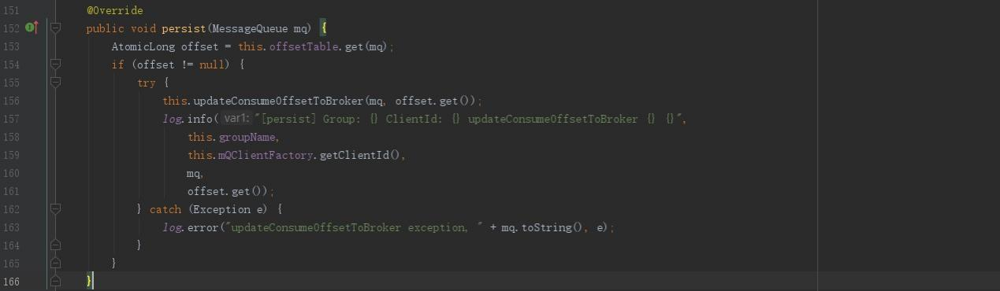 151 @Override
152 public void persist(MessageQueue mq) {
153 AtomicLong offset = this.offsetTable.get(mq);
154 if (offset != null) {
155 try {
156 this.updateConsumeOffsetToBroker(mq, offset.get());
157 log.info( var1: "[persist] Group: {} ClientId: {} updateConsumeOffsetToBroker {} {}",
158 this.groupName,
159 this.mQClientFactory.getClientId(),
160 mq,
161 offset.get());
162 } catch (Exception e) {
163 log.error("updateConsumeOffsetToBroker exception, " + mq.toString(), e);
164 }
165 }
166 }